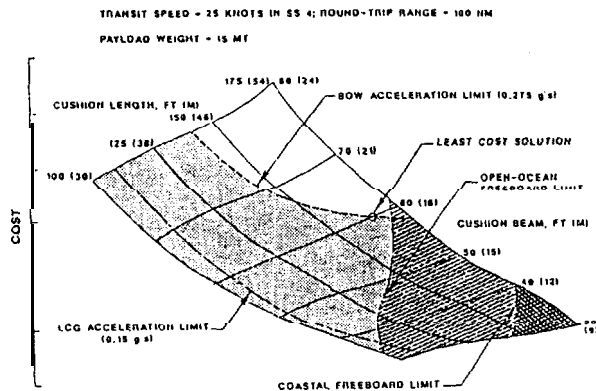 TRANSIT SPEED = 25 KNOTS IN SS 4; ROUND-TRIP RANGE = 100 NM
PAYLOAD WEIGHT = 15 MT
175 (54) 80 (24)
BOW ACCELERATION LIMIT (0.275 g's)
CUSHION LENGTH, FT (M)
150 (46)
125 (38)
70 (21)
LEAST COST SOLUTION
100 (30)
OPEN-OCEAN
FREEBOARD LIMIT
60 (18)
CUSHION BEAM, FT (M)
COST
50 (15)
40 (12)
LCG ACCELERATION LIMIT
(0.15 g's)
(9)
COASTAL FREEBOARD LIMIT